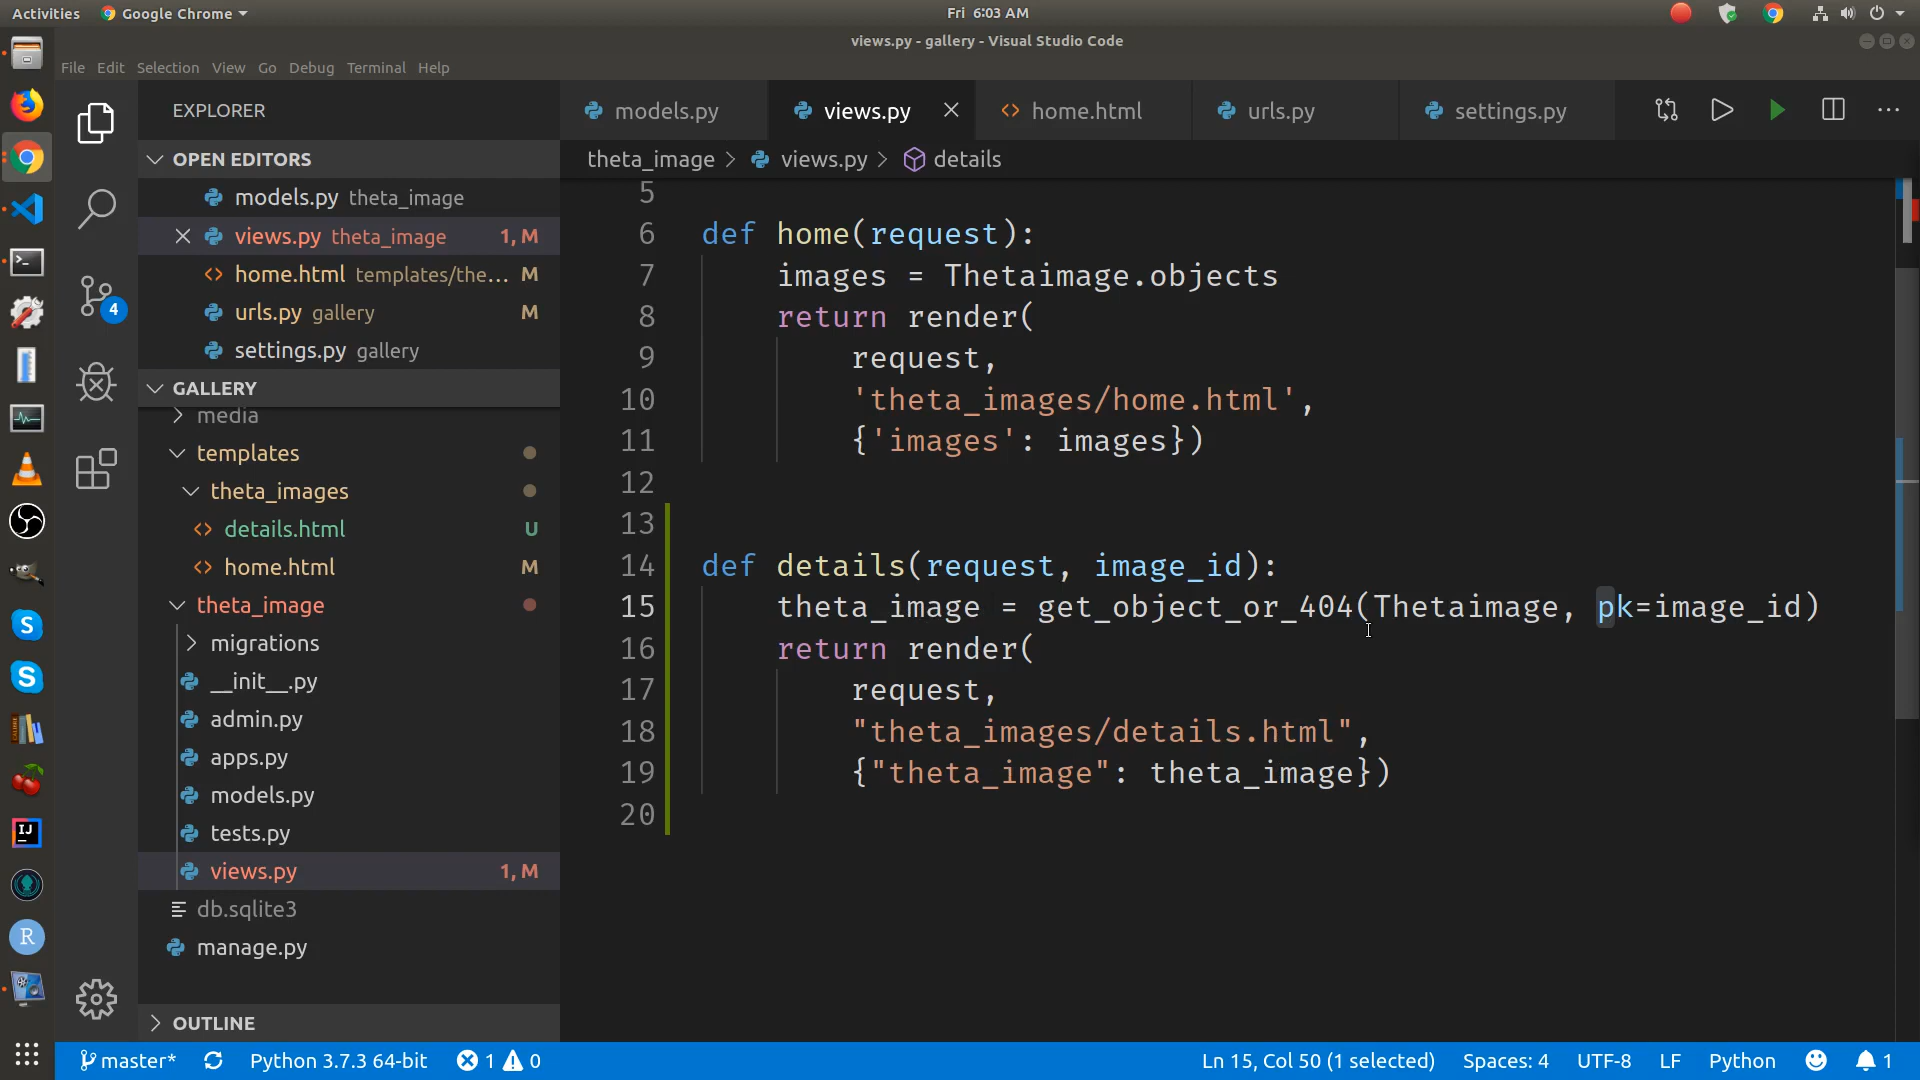 Activities
Google Chrome
Fri 6:03 AM
views.py - gallery - Visual Studio Code
File Edit Selection View Go Debug Terminal Help
EXPLORER
models.py
views.py
home.html
urls.py
settings.py
theta_image > views.py > details
OPEN EDITORS
models.py theta_image
views.py theta_image 1, M
home.html templates/the... M
urls.py gallery M
settings.py gallery
GALLERY
media
templates
theta_images
details.html U
home.html M
theta_image
migrations
__init__.py
admin.py
apps.py
models.py
tests.py
views.py 1, M
db.sqlite3
manage.py
OUTLINE
4
IJ
R
5
6 def home(request):
7 images = Thetaimage.objects
8 return render(
9 request,
10 'theta_images/home.html',
11 {'images': images})
12
13
14 def details(request, image_id):
15 theta_image = get_object_or_404(Thetaimage, pk=image_id)
16 return render(
17 request,
18 "theta_images/details.html",
19 {"theta_image": theta_image})
20
master* Python 3.7.3 64-bit 1 0 Ln 15, Col 50 (1 selected) Spaces: 4 UTF-8 LF Python 1